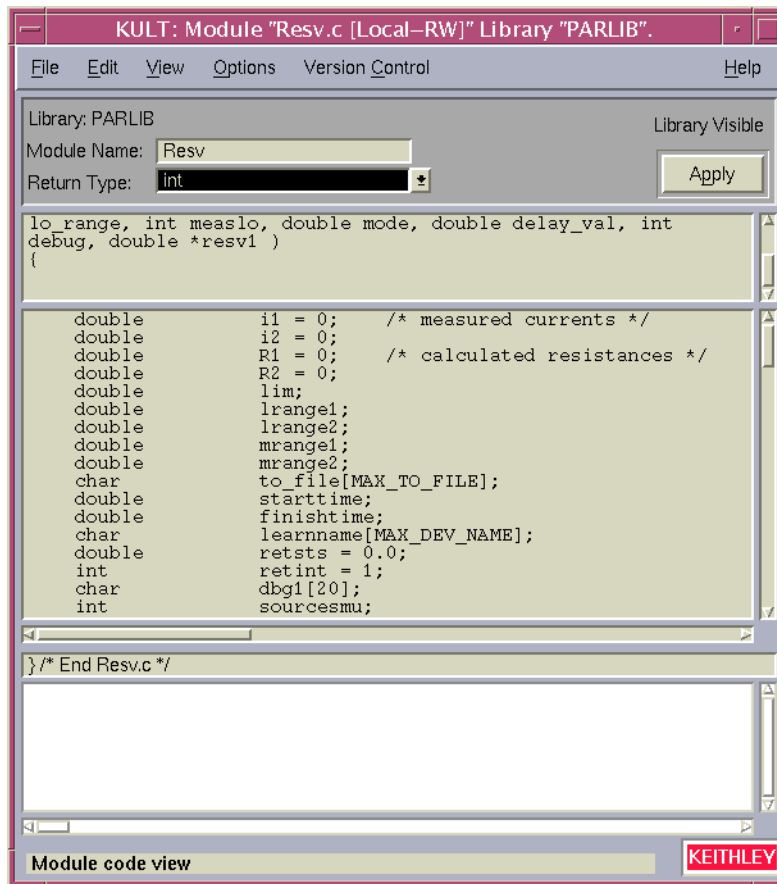 KULT: Module "Resv.c [Local–RW]" Library "PARLIB".
File Edit View Options Version Control Help
Library: PARLIB
Library Visible
Module Name: Resv
Return Type: int
Apply
lo_range, int measlo, double mode, double delay_val, int
debug, double *resv1 )
{
double i1 = 0; /* measured currents */
double i2 = 0;
double R1 = 0; /* calculated resistances */
double R2 = 0;
double lim;
double lrange1;
double lrange2;
double mrange1;
double mrange2;
char to_file[MAX_TO_FILE];
double starttime;
double finishtime;
char learnname[MAX_DEV_NAME];
double retsts = 0.0;
int retint = 1;
char dbg1[20];
int sourcesmu;
} /* End Resv.c */
Module code view
KEITHLEY